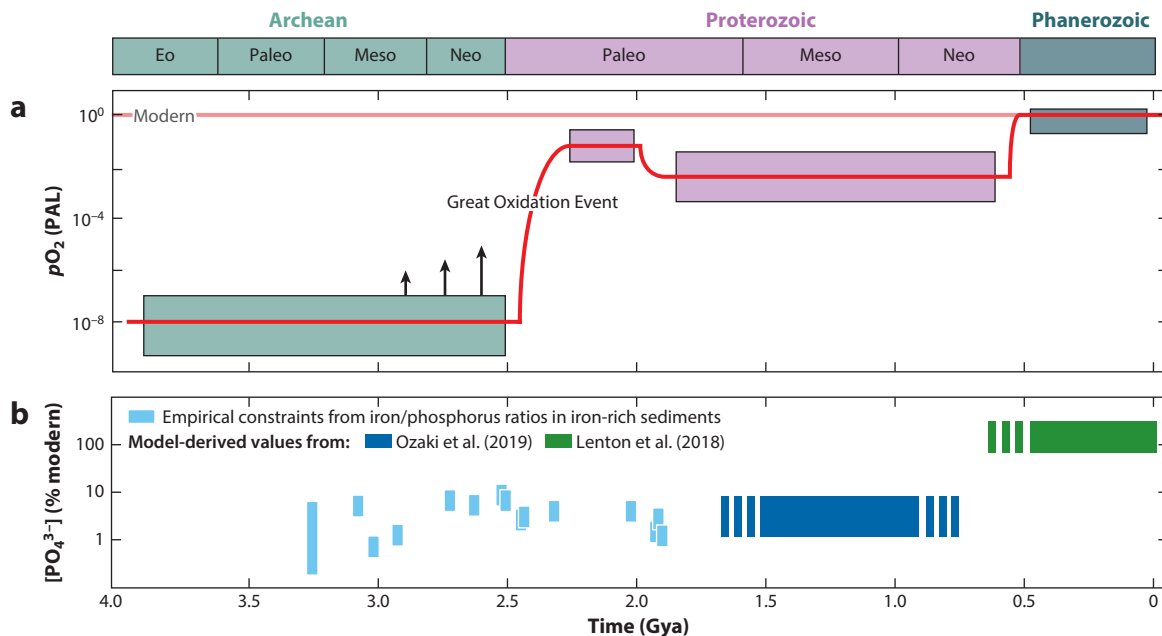 Archean Proterozoic Phanerozoic
Eo Paleo Meso Neo Paleo Meso Neo
a
10⁰
Modern
10⁻⁴
10⁻⁸
pO₂ (PAL)
Great Oxidation Event
b
Empirical constraints from iron/phosphorus ratios in iron-rich sediments
Model-derived values from: Ozaki et al. (2019) Lenton et al. (2018)
100
10
1
[PO₄³⁻] (% modern)
4.0 3.5 3.0 2.5 2.0 1.5 1.0 0.5 0
Time (Gya)